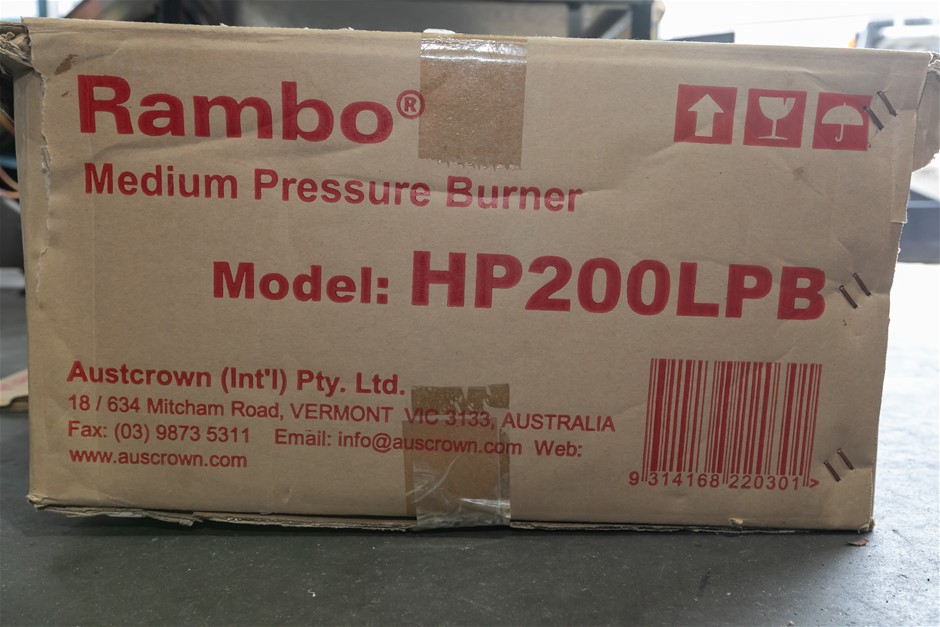 Rambo®
Medium Pressure Burner
Model: HP200LPB
Austcrown (Int'l) Pty. Ltd.
18 / 634 Mitcham Road, VERMONT VIC 3133, AUSTRALIA
Fax: (03) 9873 5311 Email: info@auscrown.com Web:
www.auscrown.com
9 314168 220301 >